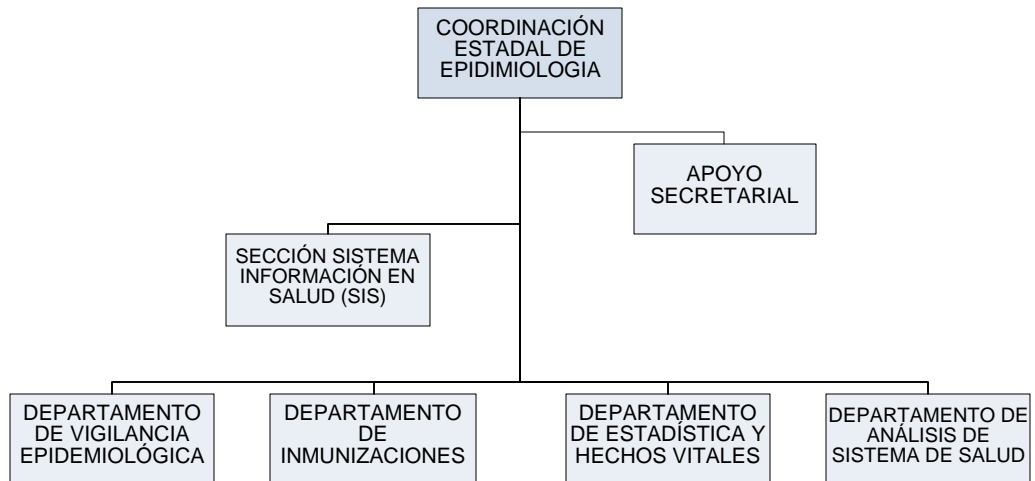 COORDINACIÓN
ESTADAL DE
EPIDIMIOLOGIA
APOYO
SECRETARIAL
SECCIÓN SISTEMA
INFORMACIÓN EN
SALUD (SIS)
DEPARTAMENTO
DE VIGILANCIA
EPIDEMIOLÓGICA
DEPARTAMENTO
DE
INMUNIZACIONES
DEPARTAMENTO
DE ESTADÍSTICA Y
HECHOS VITALES
DEPARTAMENTO DE
ANÁLISIS DE
SISTEMA DE SALUD